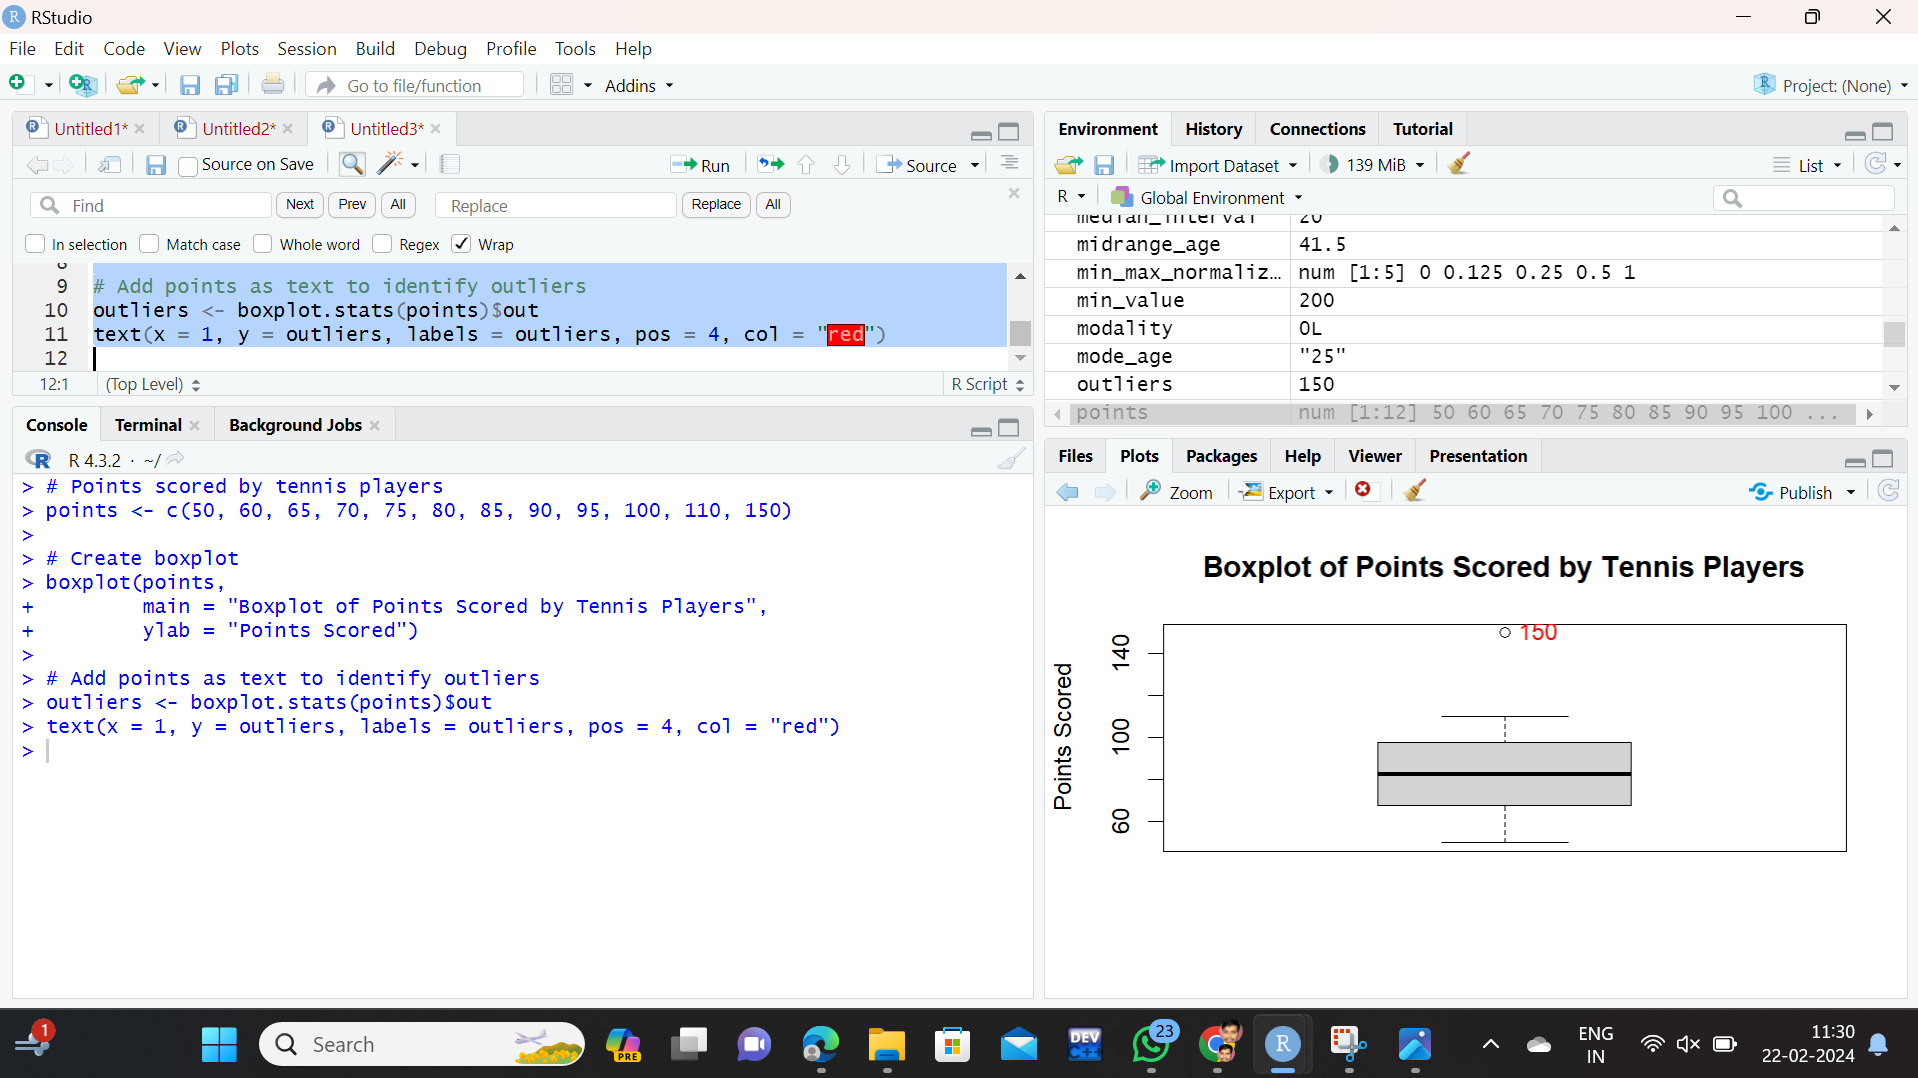 RStudio
File Edit Code View Plots Session Build Debug Profile Tools Help
Go to file/function Addins Project: (None)
Untitled1* Untitled2* Untitled3*
Source on Save Run Source
Find Next Prev All Replace Replace All
In selection Match case Whole word Regex Wrap
8
9 # Add points as text to identify outliers
10 outliers <- boxplot.stats(points)$out
11 text(x = 1, y = outliers, labels = outliers, pos = 4, col = "red")
12
12:1 (Top Level) R Script
Console Terminal Background Jobs
R 4.3.2 · ~/
> # Points scored by tennis players
> points <- c(50, 60, 65, 70, 75, 80, 85, 90, 95, 100, 110, 150)
>
> # Create boxplot
> boxplot(points,
+         main = "Boxplot of Points Scored by Tennis Players",
+         ylab = "Points Scored")
>
> # Add points as text to identify outliers
> outliers <- boxplot.stats(points)$out
> text(x = 1, y = outliers, labels = outliers, pos = 4, col = "red")
>
Environment History Connections Tutorial
Import Dataset 139 MiB List
R Global Environment
median_interval 20
midrange_age 41.5
min_max_normaliz… num [1:5] 0 0.125 0.25 0.5 1
min_value 200
modality 0L
mode_age "25"
outliers 150
points num [1:12] 50 60 65 70 75 80 85 90 95 100 ...
Files Plots Packages Help Viewer Presentation
Zoom Export Publish
Boxplot of Points Scored by Tennis Players
150
Points Scored
140
100
60
1
Search
PRE
DEV
C++
23
R
ENG
IN
11:30
22-02-2024